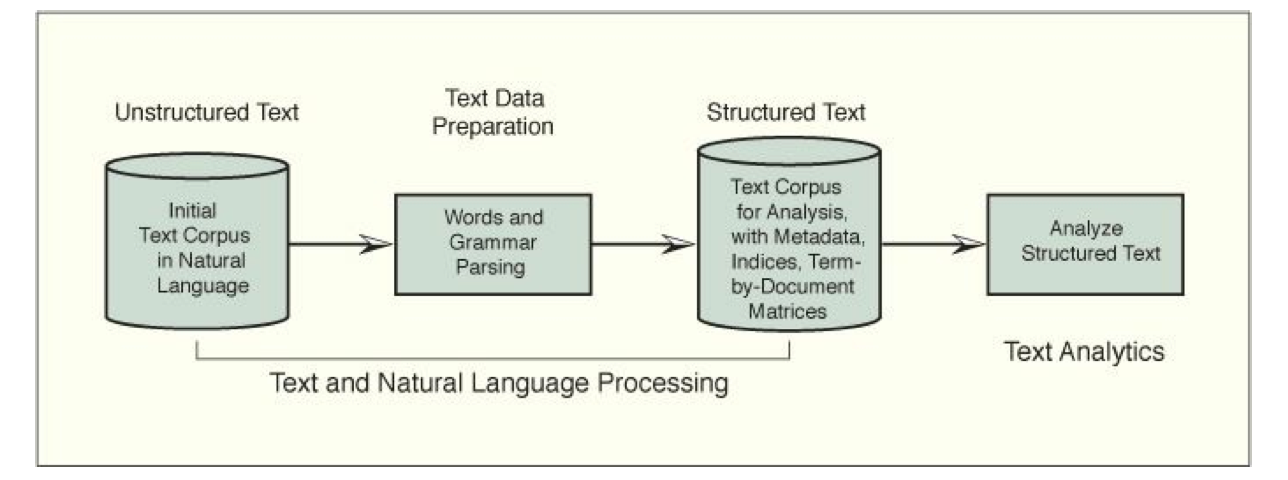 Unstructured Text
Text Data
Preparation
Structured Text
Initial
Text Corpus
in Natural
Language
Words and
Grammar
Parsing
Text Corpus
for Analysis,
with Metadata,
Indices, Term-
by-Document
Matrices
Analyze
Structured Text
Text and Natural Language Processing
Text Analytics